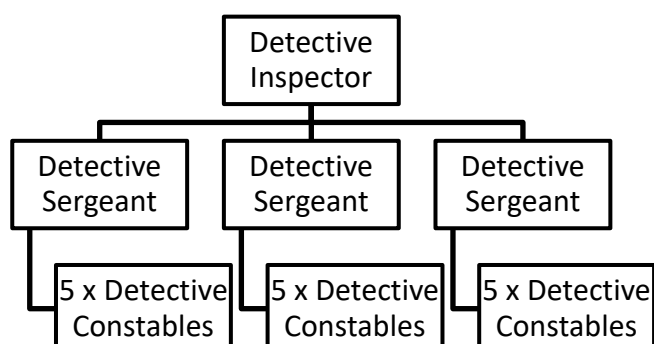 Detective
Inspector
Detective
Sergeant
Detective
Sergeant
Detective
Sergeant
5 x Detective
Constables
5 x Detective
Constables
5 x Detective
Constables